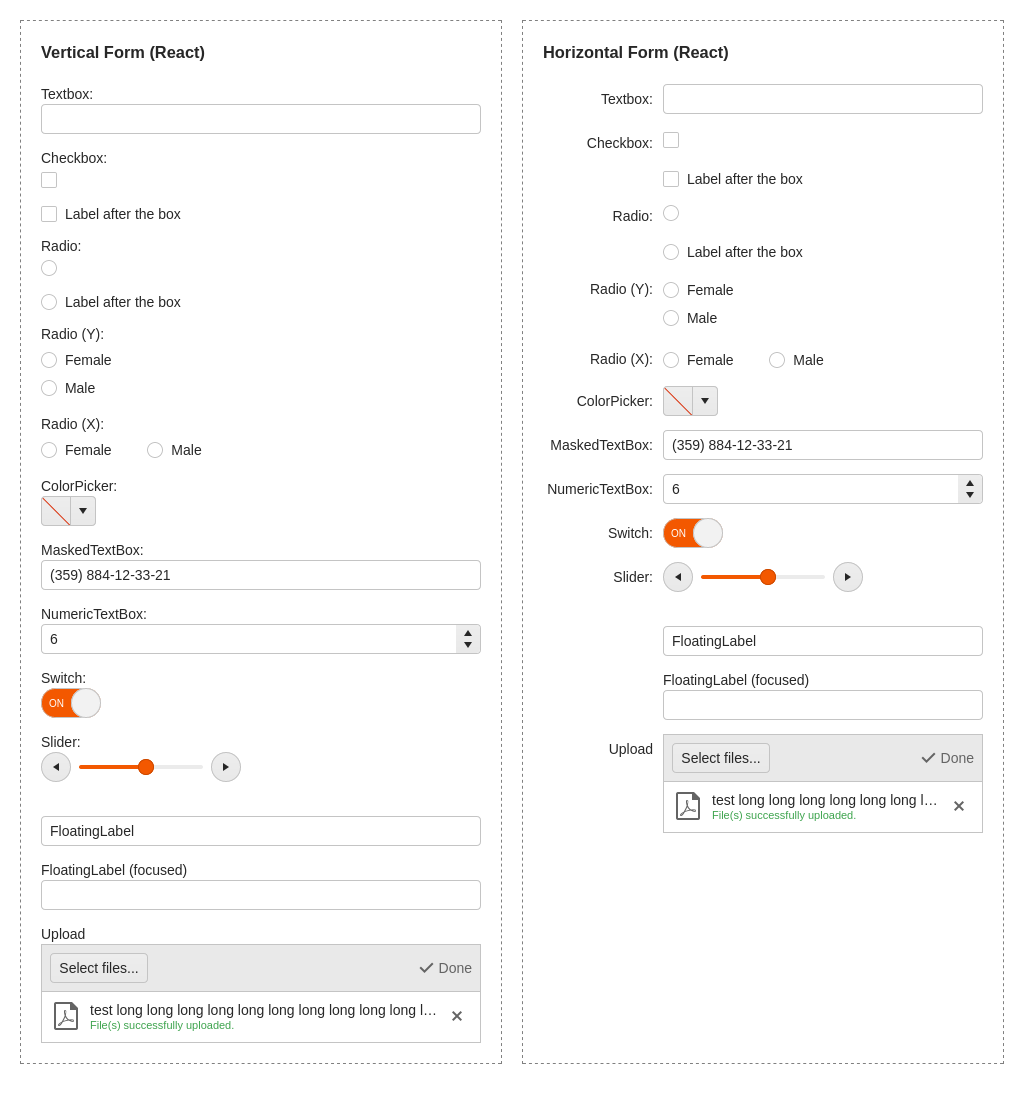 Vertical Form (React)
Textbox:
Checkbox:
Label after the box
Radio:
Label after the box
Radio (Y):
Female
Male
Radio (X):
Female Male
ColorPicker:
MaskedTextBox:
(359) 884-12-33-21
NumericTextBox:
6
Switch:
ON
Slider:
FloatingLabel
FloatingLabel (focused)
Upload
Select files... Done
test long long long long long long long long long long l…
File(s) successfully uploaded.
Horizontal Form (React)
Textbox:
Checkbox:
Label after the box
Radio:
Label after the box
Radio (Y): Female
Male
Radio (X): Female Male
ColorPicker:
MaskedTextBox: (359) 884-12-33-21
NumericTextBox: 6
Switch: ON
Slider:
FloatingLabel
FloatingLabel (focused)
Upload Select files... Done
test long long long long long long l…
File(s) successfully uploaded.